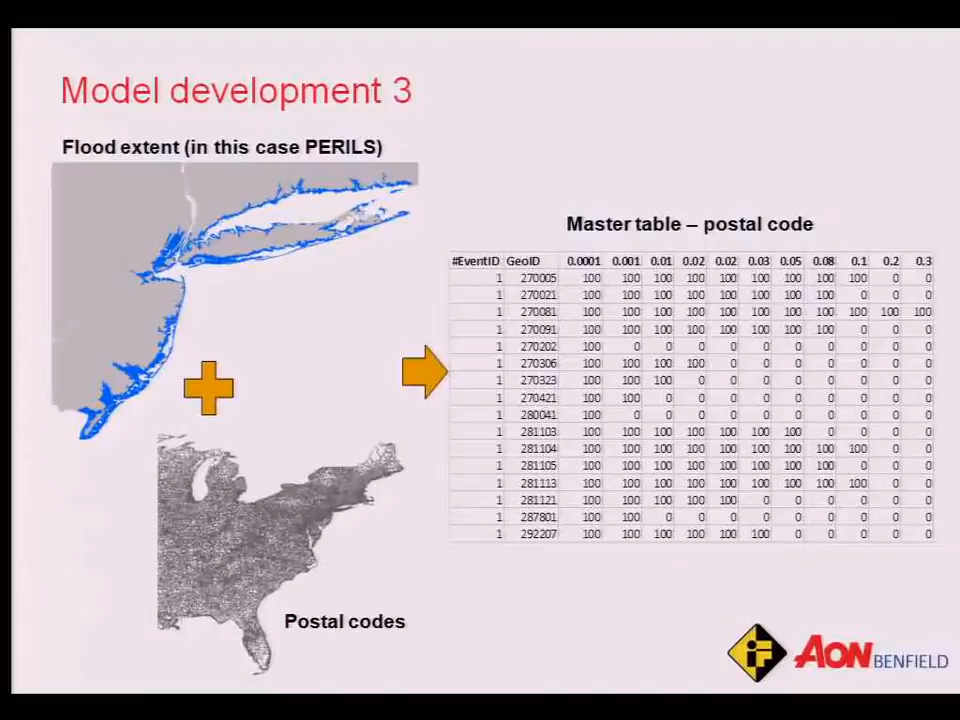 Model development 3
Flood extent (in this case PERILS)
Master table – postal code
#EventID GeoID 0.0001 0.001 0.01 0.02 0.02 0.03 0.05 0.08 0.1 0.2 0.3
1 270005 100 100 100 100 100 100 100 100 100 0 0
1 270021 100 100 100 100 100 100 100 100 0 0 0
1 270081 100 100 100 100 100 100 100 100 100 100 100
1 270091 100 100 100 100 100 100 100 100 0 0 0
1 270202 100 0 0 0 0 0 0 0 0 0 0
1 270306 100 100 100 100 0 0 0 0 0 0 0
1 270323 100 100 100 0 0 0 0 0 0 0 0
1 270421 100 100 0 0 0 0 0 0 0 0 0
1 280041 100 0 0 0 0 0 0 0 0 0 0
1 281103 100 100 100 100 100 100 100 0 0 0 0
1 281104 100 100 100 100 100 100 100 100 100 0 0
1 281105 100 100 100 100 100 100 100 100 0 0 0
1 281113 100 100 100 100 100 100 100 100 100 0 0
1 281121 100 100 100 100 100 0 0 0 0 0 0
1 287801 100 100 0 0 0 0 0 0 0 0 0
1 292207 100 100 100 100 100 100 0 0 0 0 0
Postal codes
iF AON BENFIELD